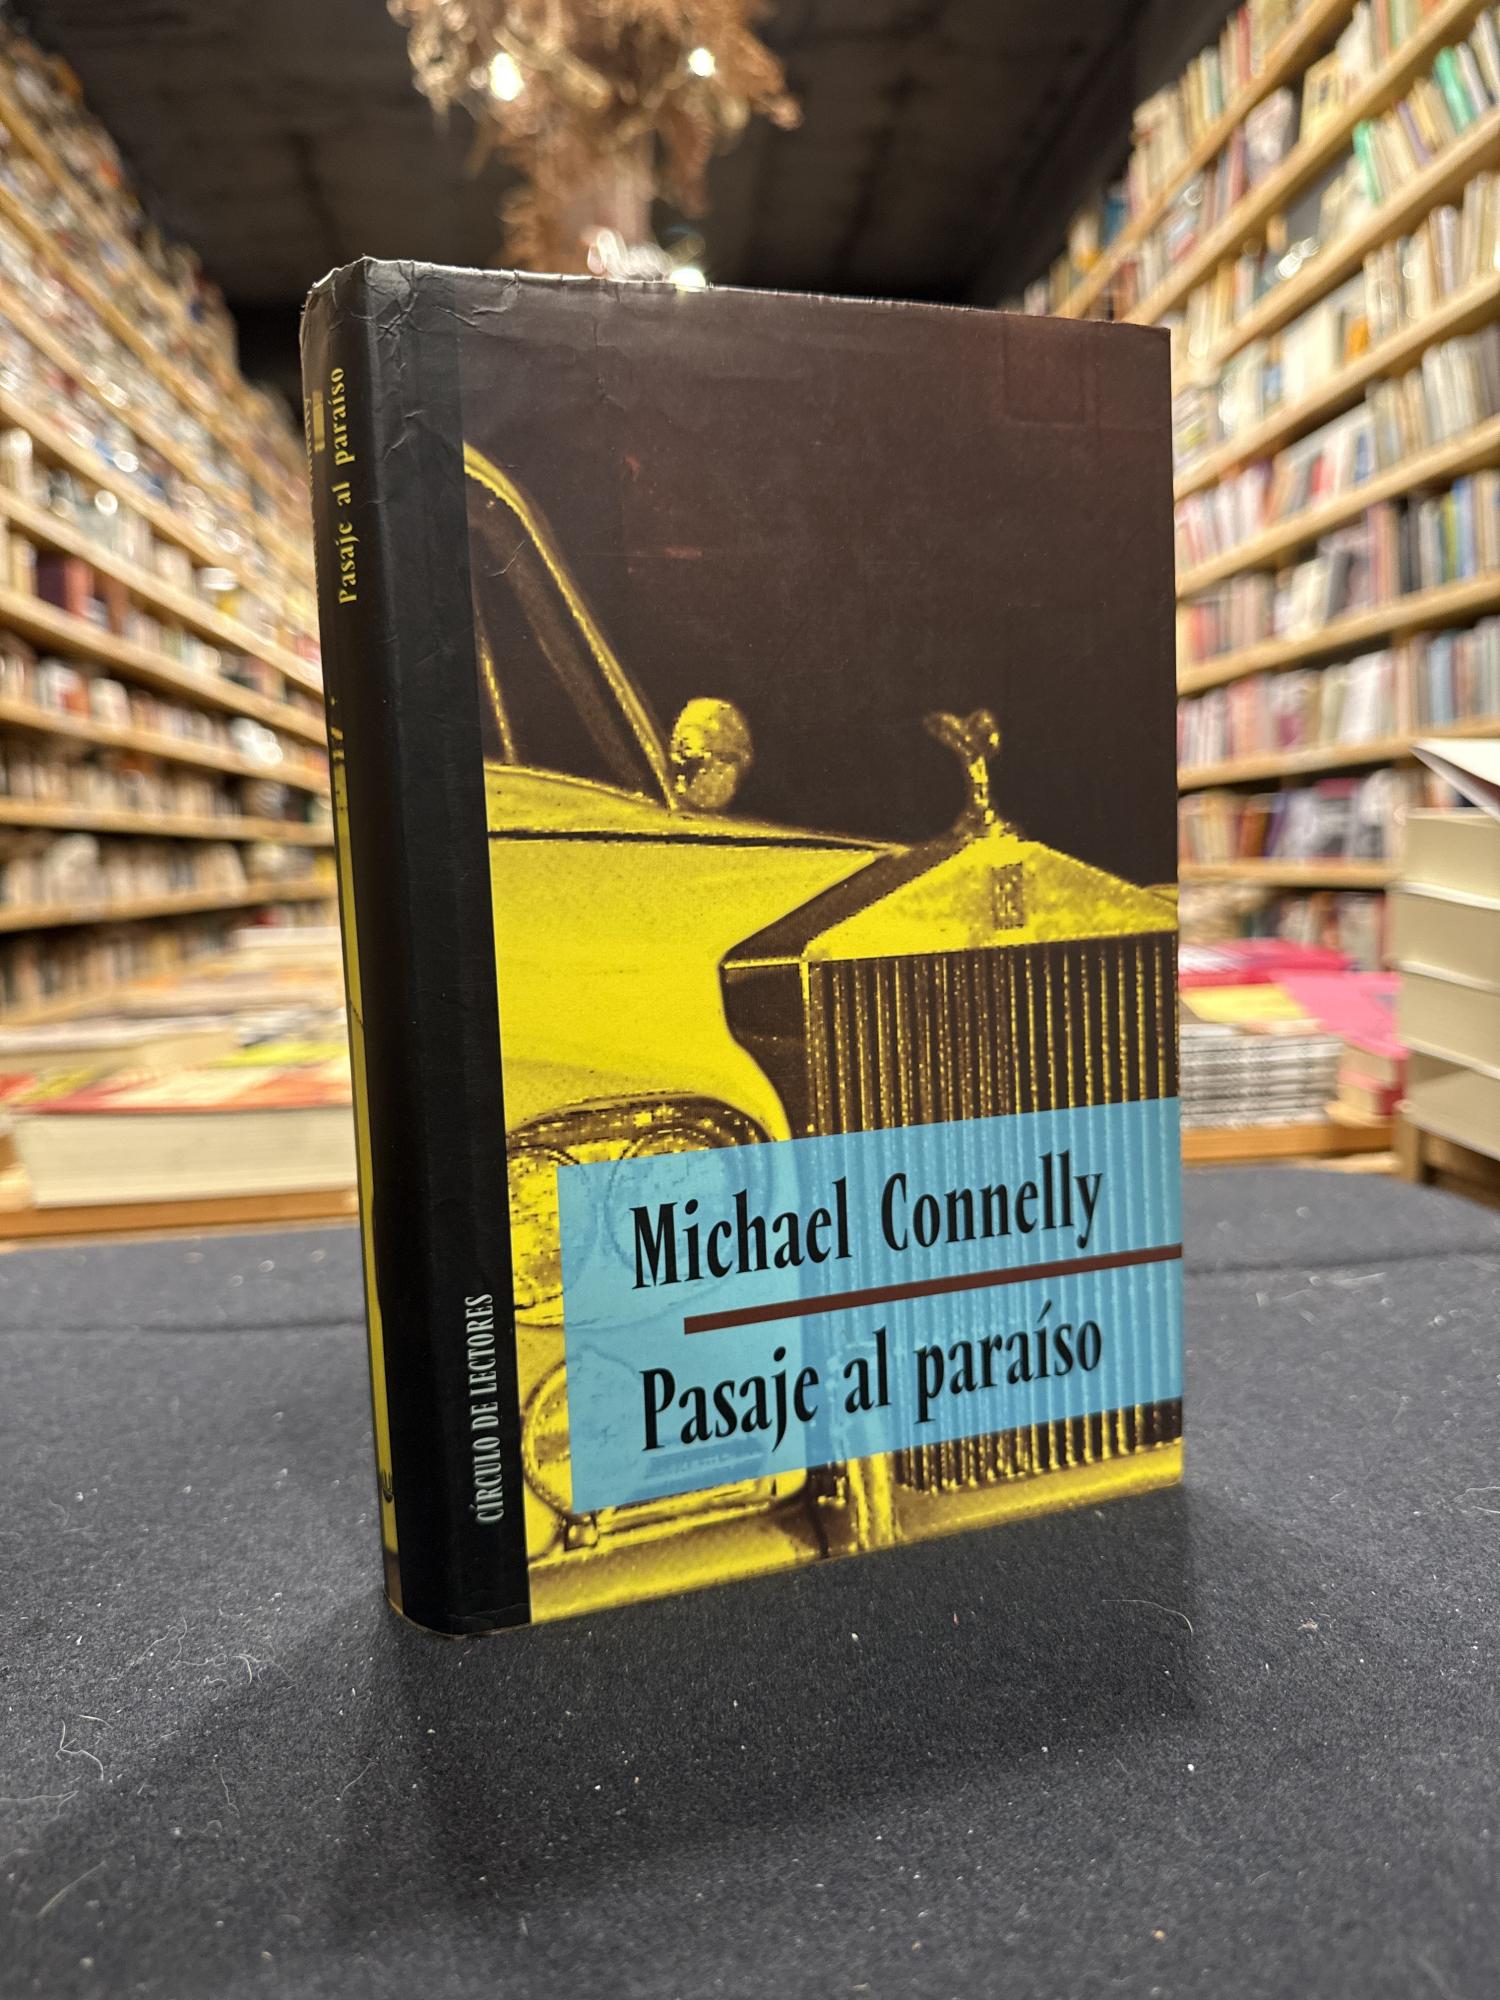 Pasaje al paraíso
CÍRCULO DE LECTORES
Michael Connelly
Pasaje al paraíso